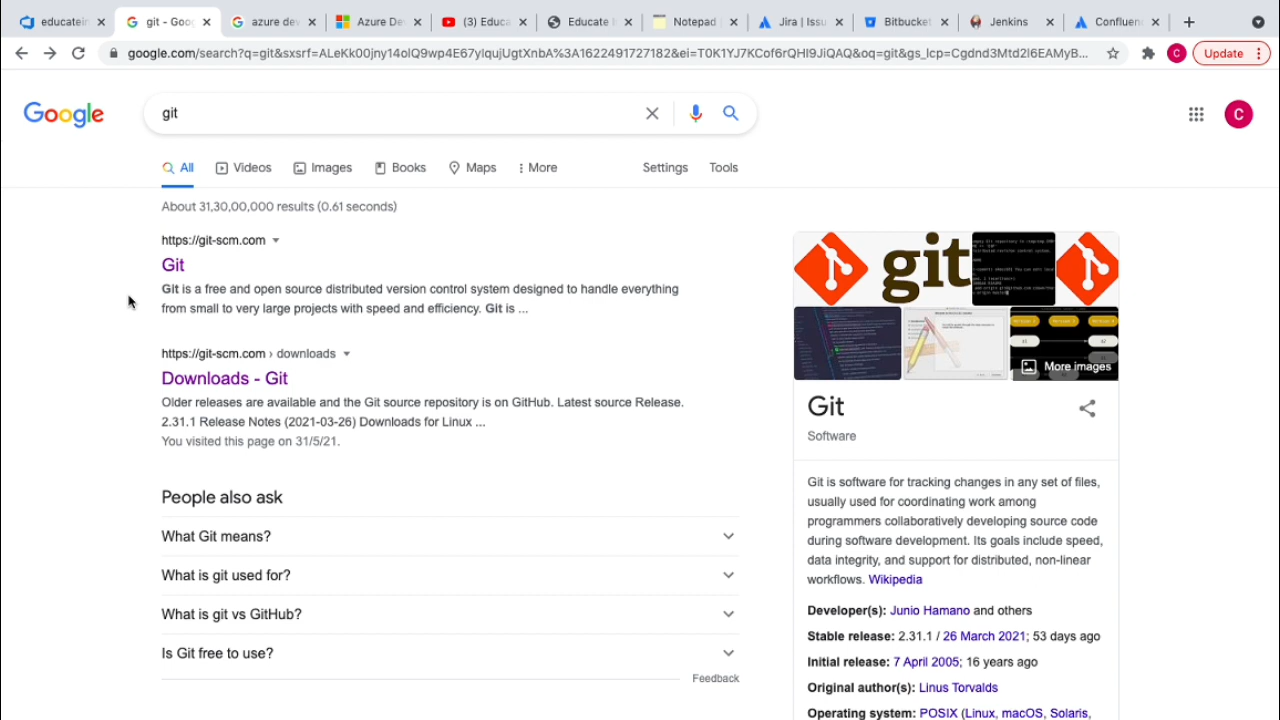 educatein
git - Goo
azure dev
Azure De
(3) Educa
Educate
Notepad
Jira | Issu
Bitbucket
Jenkins
Confluenc
google.com/search?q=git&sxsrf=ALeKk00jny14olQ9wp4E67ylqujUqtXnbA%3A1622491727182&ei=T0K1YJ7KCof6rQHI9JiQAQ&oq=git&gs_lcp=Cgdnd3Mtd2l6EAMyB...
C
Update
Google
git
C
All
Videos
Images
Books
Maps
More
Settings
Tools
About 31,30,00,000 results (0.61 seconds)
https://git-scm.com
Git
Git is a free and open source distributed version control system designed to handle everything
from small to very large projects with speed and efficiency. Git is ...
https://git-scm.com › downloads
Downloads - Git
Older releases are available and the Git source repository is on GitHub. Latest source Release.
2.31.1 Release Notes (2021-03-26) Downloads for Linux ...
You visited this page on 31/5/21.
People also ask
What Git means?
What is git used for?
What is git vs GitHub?
Is Git free to use?
Feedback
git
More images
Git
Software
Git is software for tracking changes in any set of files,
usually used for coordinating work among
programmers collaboratively developing source code
during software development. Its goals include speed,
data integrity, and support for distributed, non-linear
workflows. Wikipedia
Developer(s): Junio Hamano and others
Stable release: 2.31.1 / 26 March 2021; 53 days ago
Initial release: 7 April 2005; 16 years ago
Original author(s): Linus Torvalds
Operating system: POSIX (Linux, macOS, Solaris,